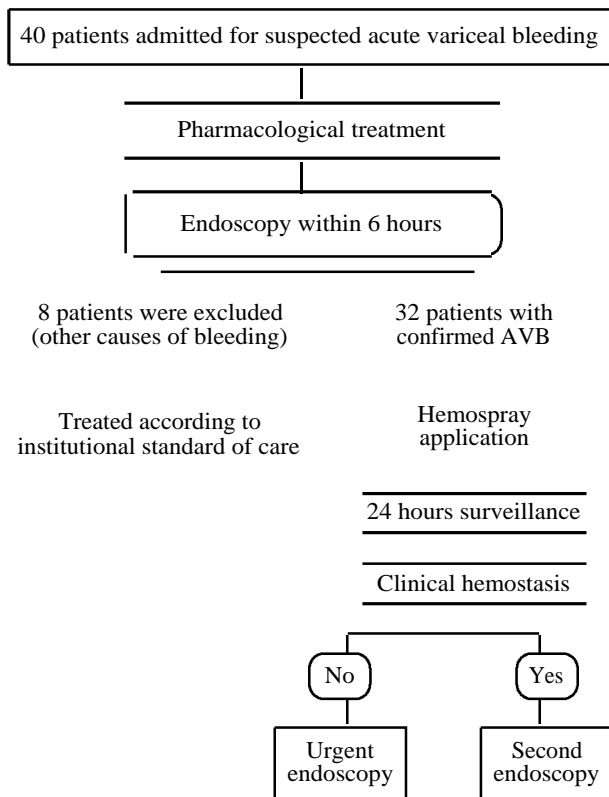 40 patients admitted for suspected acute variceal bleeding
Pharmacological treatment
Endoscopy within 6 hours
8 patients were excluded
(other causes of bleeding)
32 patients with
confirmed AVB
Treated according to
institutional standard of care
Hemospray
application
24 hours surveillance
Clinical hemostasis
No
Yes
Urgent
endoscopy
Second
endoscopy